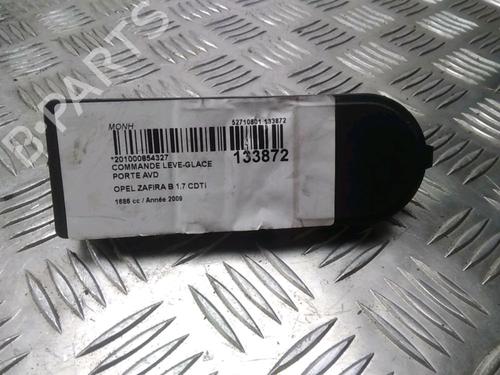 B-PARTS
MONH
52710801 133872
*201000854327
133872
COMMANDE LEVE-GLACE
PORTE AVD
OPEL ZAFIRA B 1.7 CDTi
1686 cc / Année 2009